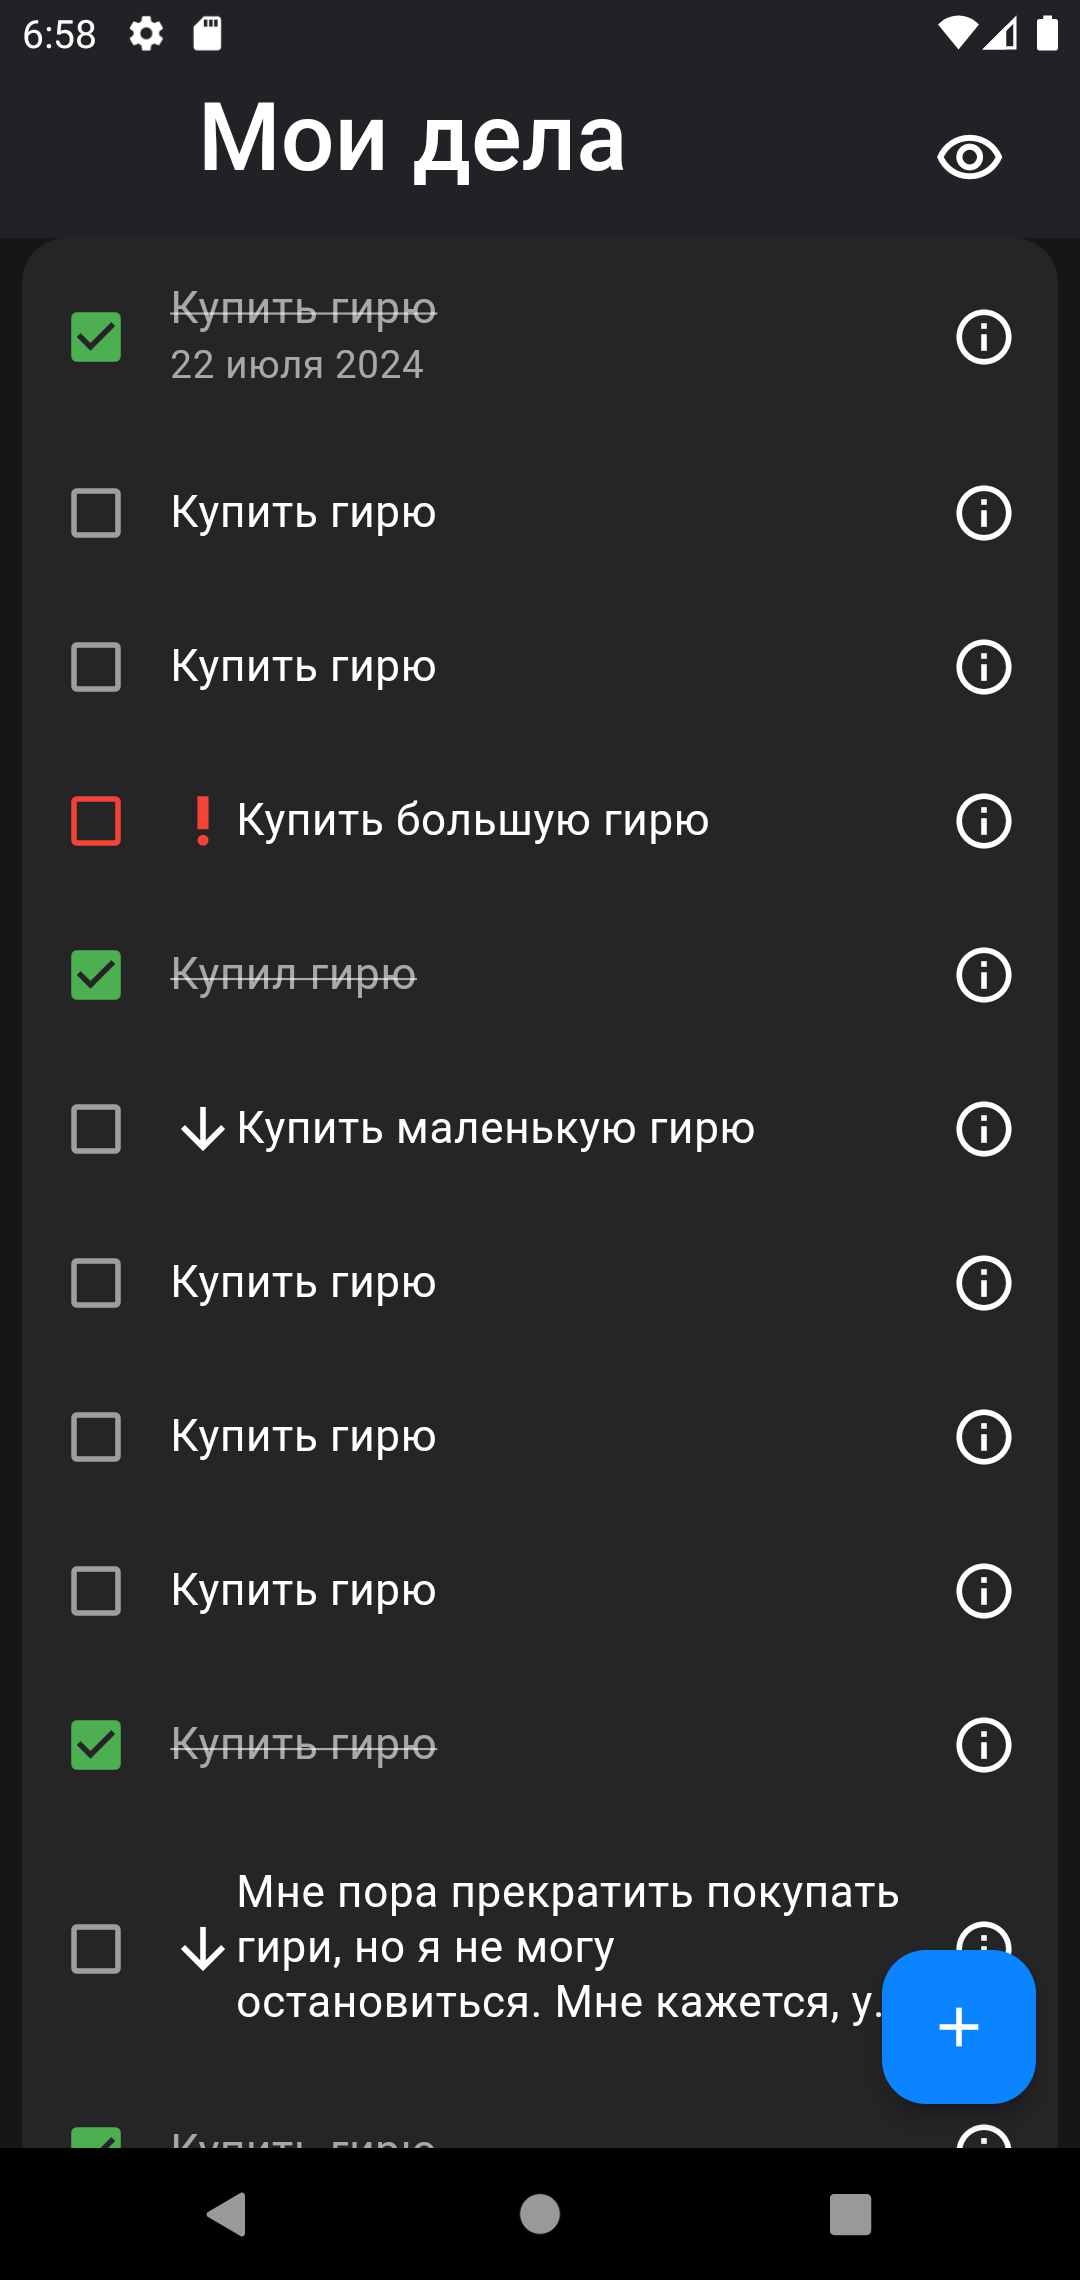 6:58
Мои дела
Купить гирю
22 июля 2024
Купить гирю
Купить гирю
Купить большую гирю
Купил гирю
Купить маленькую гирю
Купить гирю
Купить гирю
Купить гирю
Купить гирю
Мне пора прекратить покупать
гири, но я не могу
остановиться. Мне кажется, у.
Купить гирю